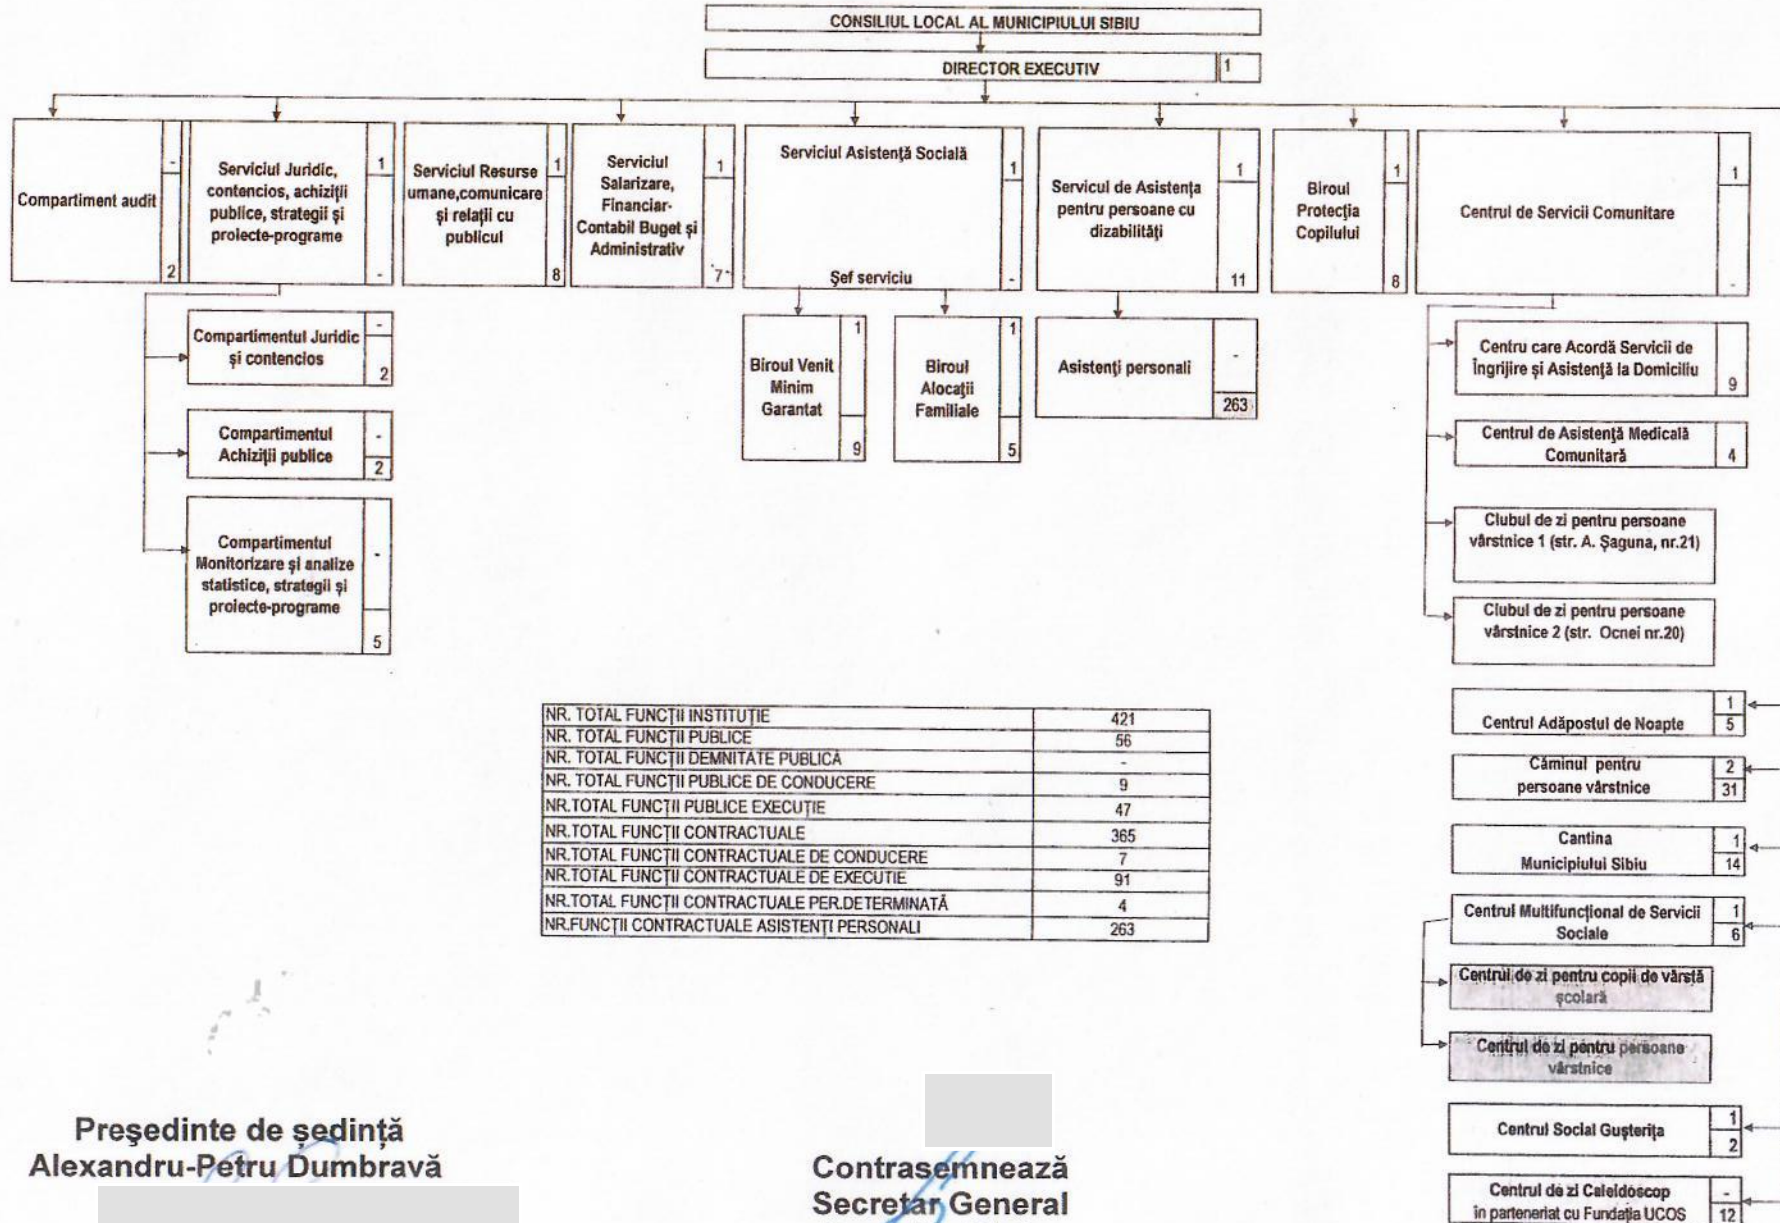 CONSILIUL LOCAL AL MUNICIPIULUI SIBIU
DIRECTOR EXECUTIV
1
Compartiment audit
-
2
Serviciul Juridic,
contencios, achiziții
publice, strategii și
proiecte-programe
1
-
Serviciul Resurse
umane,comunicare
și relații cu
publicul
1
8
Serviciul
Salarizare,
Financiar-
Contabil Buget și
Administrativ
1
7
Serviciul Asistență Socială
Șef serviciu
1
-
Servicul de Asistența
pentru persoane cu
dizabilități
1
11
Biroul
Protecția
Copilului
1
8
Centrul de Servicii Comunitare
1
-
Compartimentul Juridic
și contencios
-
2
Compartimentul
Achiziții publice
-
2
Compartimentul
Monitorizare și analize
statistice, strategii și
proiecte-programe
-
5
Biroul Venit
Minim
Garantat
1
9
Biroul
Alocații
Familiale
1
5
Asistenți personali
-
263
Centru care Acordă Servicii de
Îngrijire și Asistență la Domiciliu
9
Centrul de Asistență Medicală
Comunitară
4
Clubul de zi pentru persoane
vârstnice 1 (str. A. Șaguna, nr.21)
Clubul de zi pentru persoane
vârstnice 2 (str. Ocnei nr.20)
Centrul Adăpostul de Noapte
1
5
Căminul pentru
persoane vârstnice
2
31
Cantina
Municipiului Sibiu
1
14
Centrul Multifuncțional de Servicii
Sociale
1
6
Centrul de zi pentru copii de vârstă
școlară
Centrul de zi pentru persoane
vârstnice
Centrul Social Gușterița
1
2
Centrul de zi Caleidoscop
în parteneriat cu Fundația UCOS
-
12
NR. TOTAL FUNCȚII INSTITUȚIE 421
NR. TOTAL FUNCȚII PUBLICE 56
NR. TOTAL FUNCȚII DEMNITATE PUBLICĂ -
NR. TOTAL FUNCȚII PUBLICE DE CONDUCERE 9
NR.TOTAL FUNCȚII PUBLICE EXECUȚIE 47
NR.TOTAL FUNCȚII CONTRACTUALE 365
NR.TOTAL FUNCȚII CONTRACTUALE DE CONDUCERE 7
NR.TOTAL FUNCȚII CONTRACTUALE DE EXECUTIE 91
NR.TOTAL FUNCȚII CONTRACTUALE PER.DETERMINATĂ 4
NR.FUNCȚII CONTRACTUALE ASISTENȚI PERSONALI 263
Președinte de ședință
Alexandru-Petru Dumbravă
Contrasemnează
Secretar General